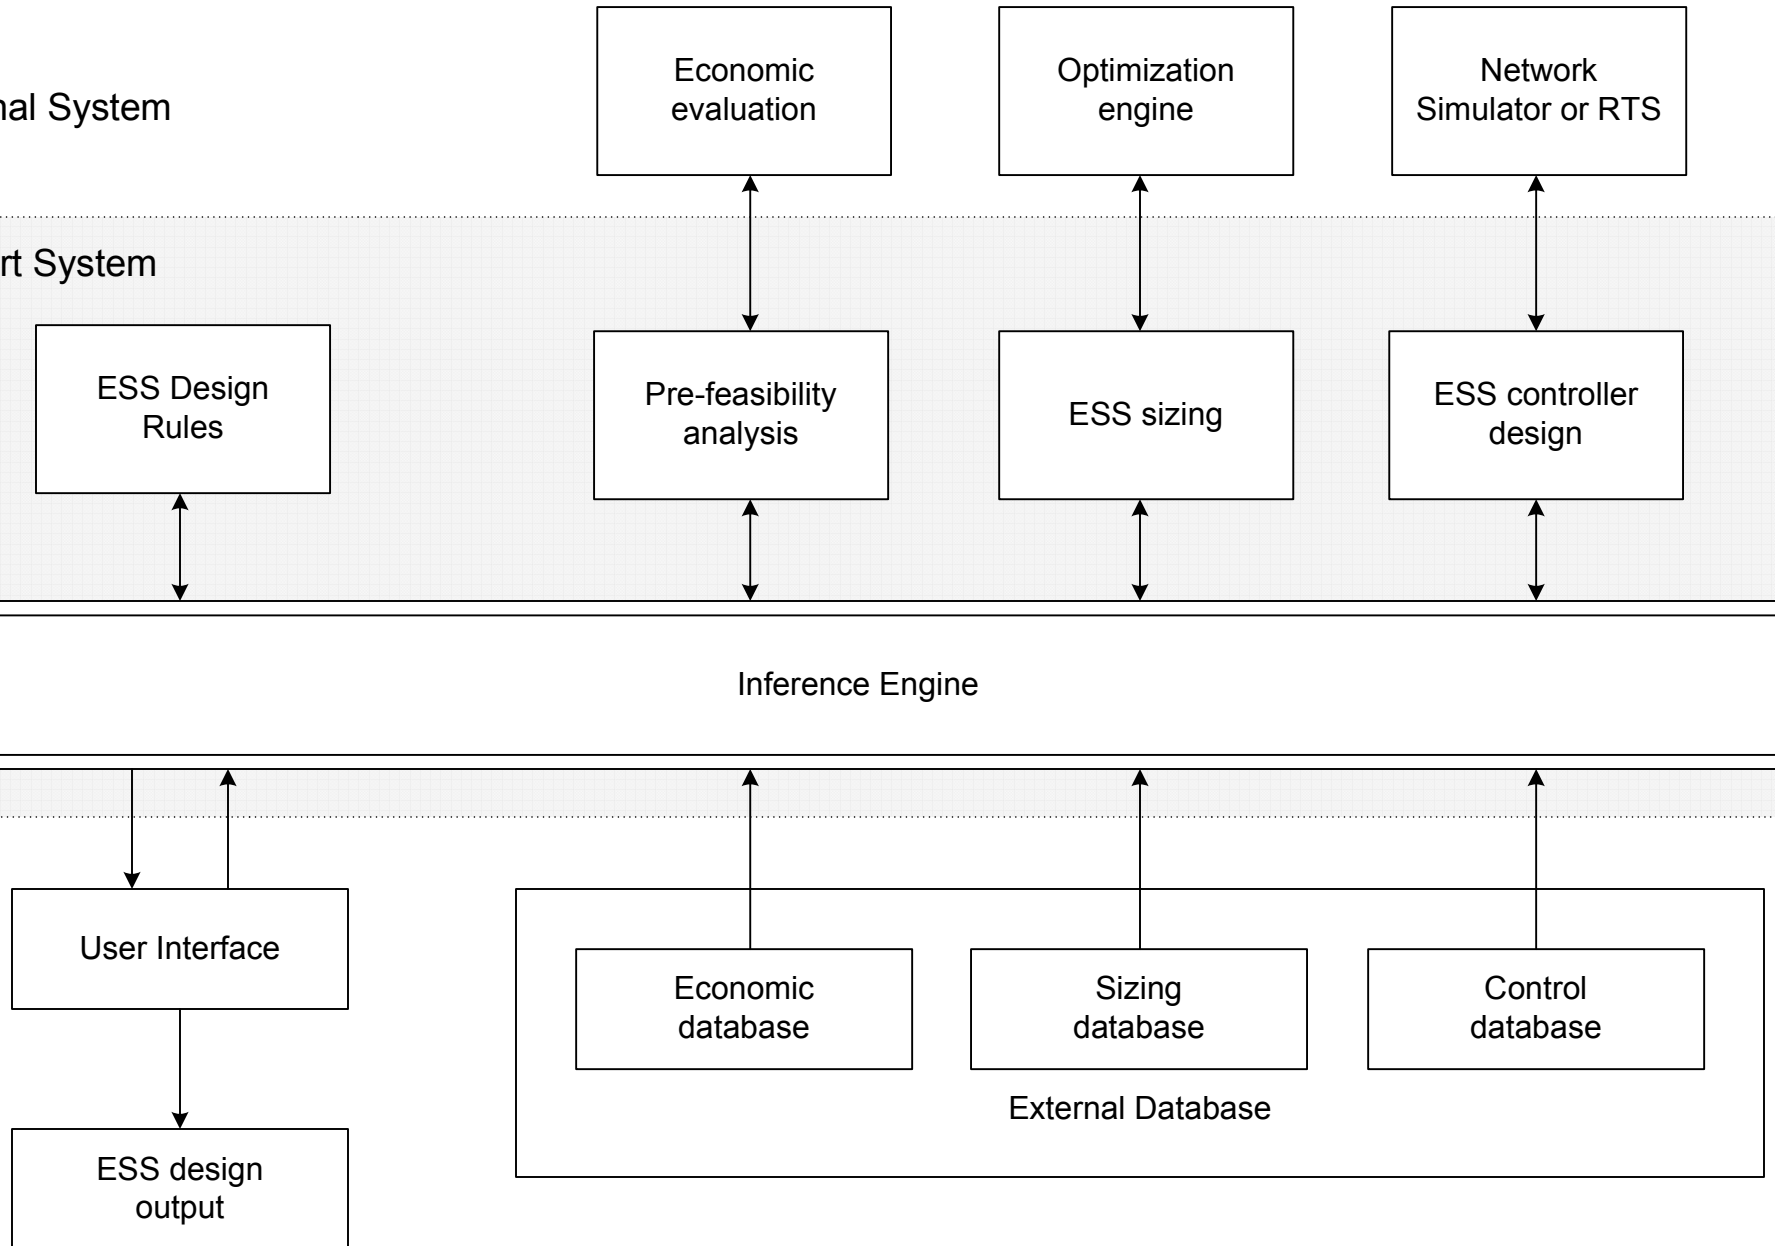 Economic
evaluation
Optimization
engine
Network
Simulator or RTS
nal System
rt System
ESS Design
Rules
Pre-feasibility
analysis
ESS sizing
ESS controller
design
Inference Engine
User Interface
Economic
database
Sizing
database
Control
database
External Database
ESS design
output